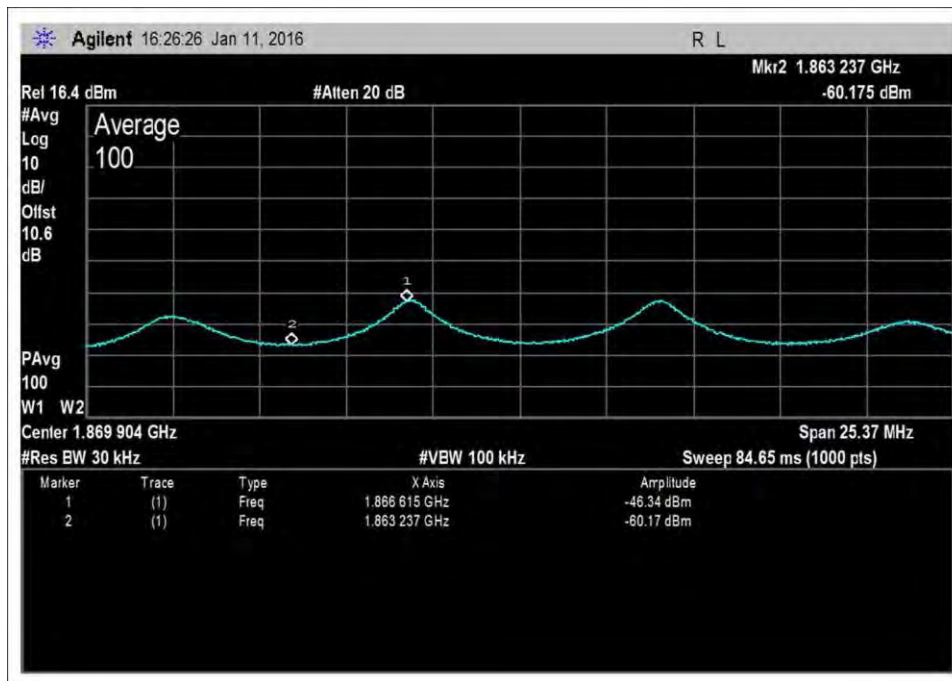 Agilent 16:26:26 Jan 11, 2016 R L
Mkr2 1.863 237 GHz
Rel 16.4 dBm #Atten 20 dB -60.175 dBm
#Avg
Log
10
dB/
Offst
10.6
dB
Average
100
1
2
PAvg
100
W1 W2
Center 1.869 904 GHz Span 25.37 MHz
#Res BW 30 kHz #VBW 100 kHz Sweep 84.65 ms (1000 pts)
Marker Trace Type X Axis Amplitude
1 (1) Freq 1.866 615 GHz -46.34 dBm
2 (1) Freq 1.863 237 GHz -60.17 dBm